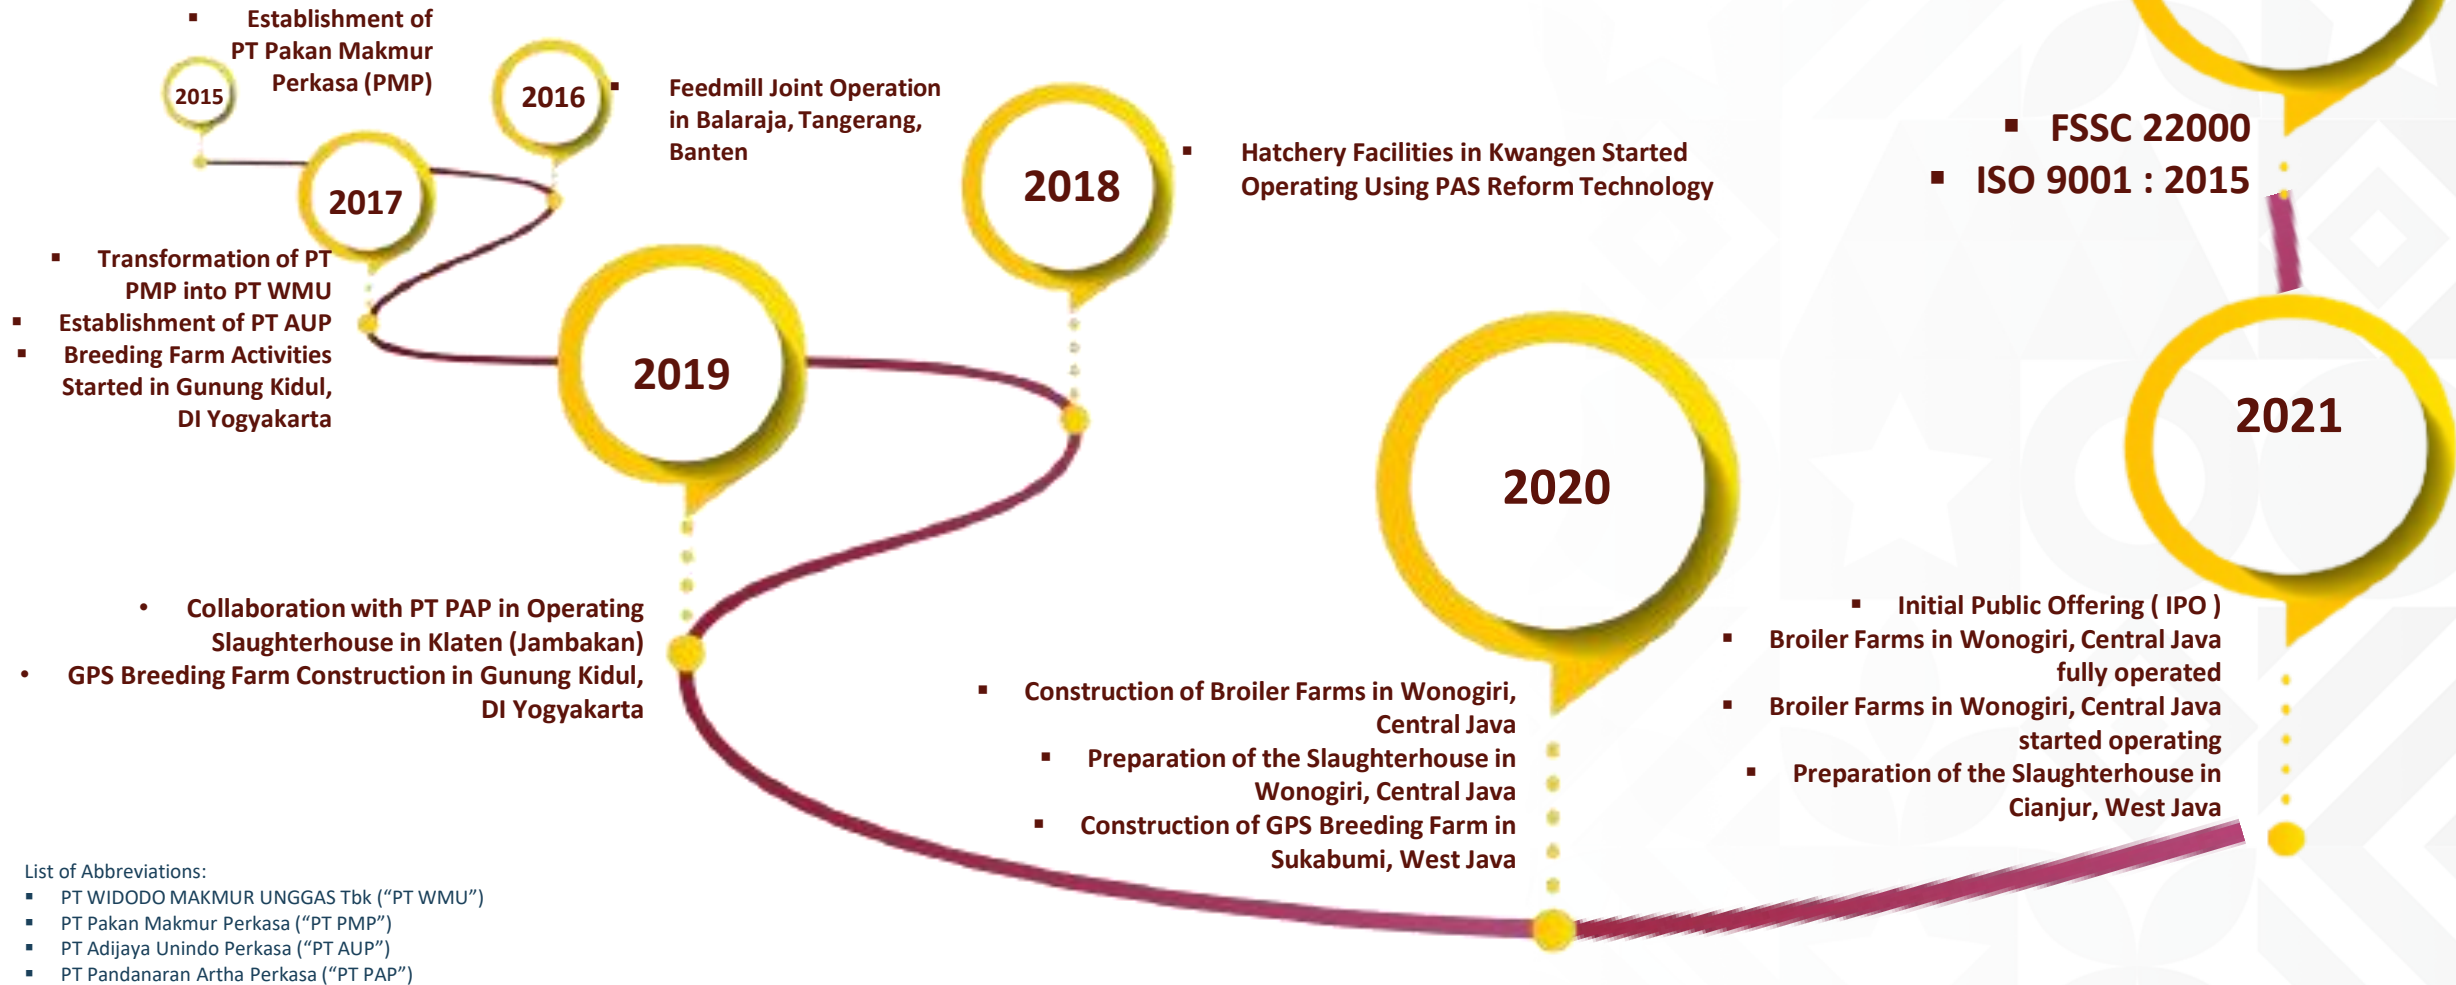 2015
▪ Establishment of
PT Pakan Makmur
Perkasa (PMP)
2016
▪ Feedmill Joint Operation
in Balaraja, Tangerang,
Banten
2017
▪ Transformation of PT
PMP into PT WMU
▪ Establishment of PT AUP
▪ Breeding Farm Activities
Started in Gunung Kidul,
DI Yogyakarta
2018
▪ Hatchery Facilities in Kwangen Started
Operating Using PAS Reform Technology
2019
• Collaboration with PT PAP in Operating
Slaughterhouse in Klaten (Jambakan)
• GPS Breeding Farm Construction in Gunung Kidul,
DI Yogyakarta
2020
▪ Construction of Broiler Farms in Wonogiri,
Central Java
▪ Preparation of the Slaughterhouse in
Wonogiri, Central Java
▪ Construction of GPS Breeding Farm in
Sukabumi, West Java
2021
▪ Initial Public Offering ( IPO )
▪ Broiler Farms in Wonogiri, Central Java
fully operated
▪ Broiler Farms in Wonogiri, Central Java
started operating
▪ Preparation of the Slaughterhouse in
Cianjur, West Java
▪ FSSC 22000
▪ ISO 9001 : 2015
List of Abbreviations:
▪ PT WIDODO MAKMUR UNGGAS Tbk (“PT WMU”)
▪ PT Pakan Makmur Perkasa (“PT PMP”)
▪ PT Adijaya Unindo Perkasa (“PT AUP”)
▪ PT Pandanaran Artha Perkasa (“PT PAP”)